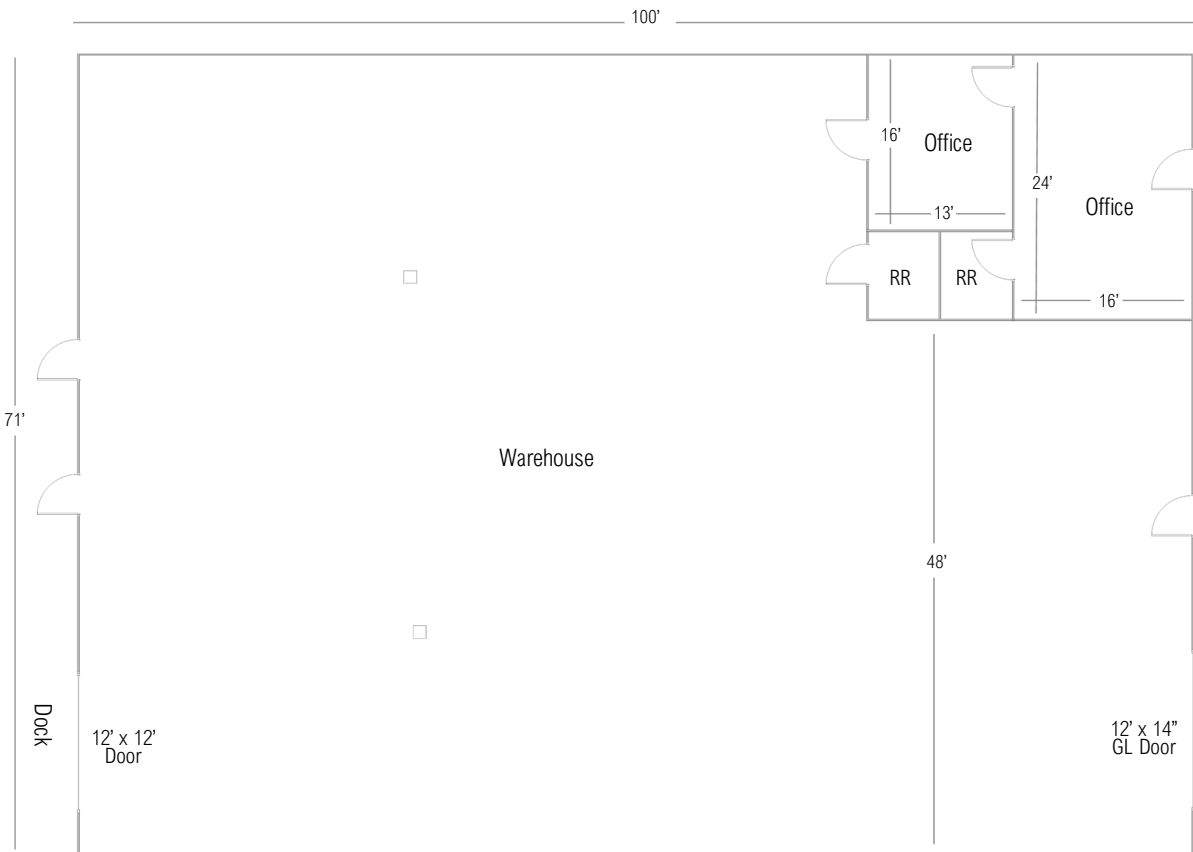 100’
16’
Office
13’
24’
Office
16’
RR
RR
71’
Warehouse
48’
Dock
12’ x 12’
Door
12’ x 14”
GL Door